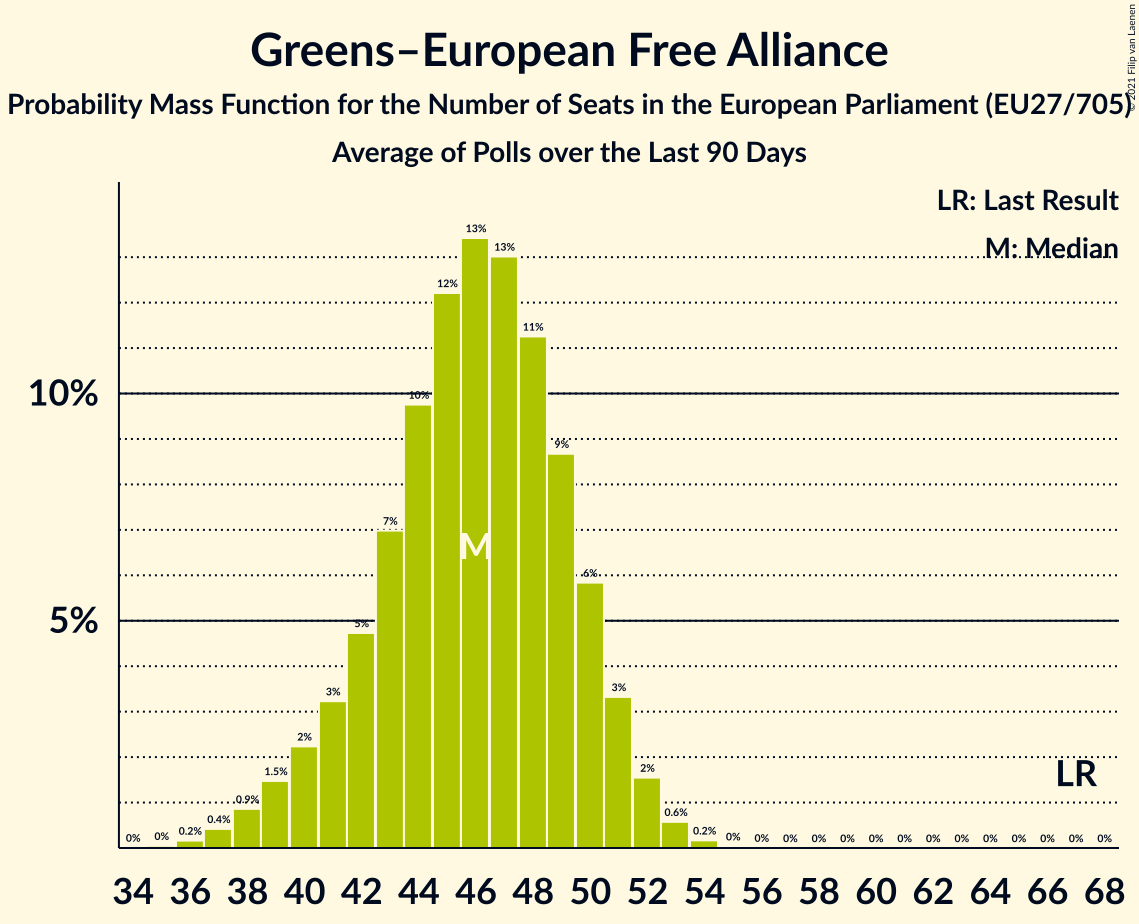 Greens–European Free Alliance
Probability Mass Function for the Number of Seats in the European Parliament (EU27/705)
Average of Polls over the Last 90 Days
© 2021 Filip van Laenen
LR: Last Result
M: Median
10%
5%
0% 0% 0.2% 0.4% 0.9% 1.5% 2% 3% 5% 7% 10% 12% 13% 13% 11% 9% 6% 3% 2% 0.6% 0.2% 0% 0% 0% 0% 0% 0% 0% 0% 0% 0% 0% 0% 0% 0%
M
LR
34 36 38 40 42 44 46 48 50 52 54 56 58 60 62 64 66 68